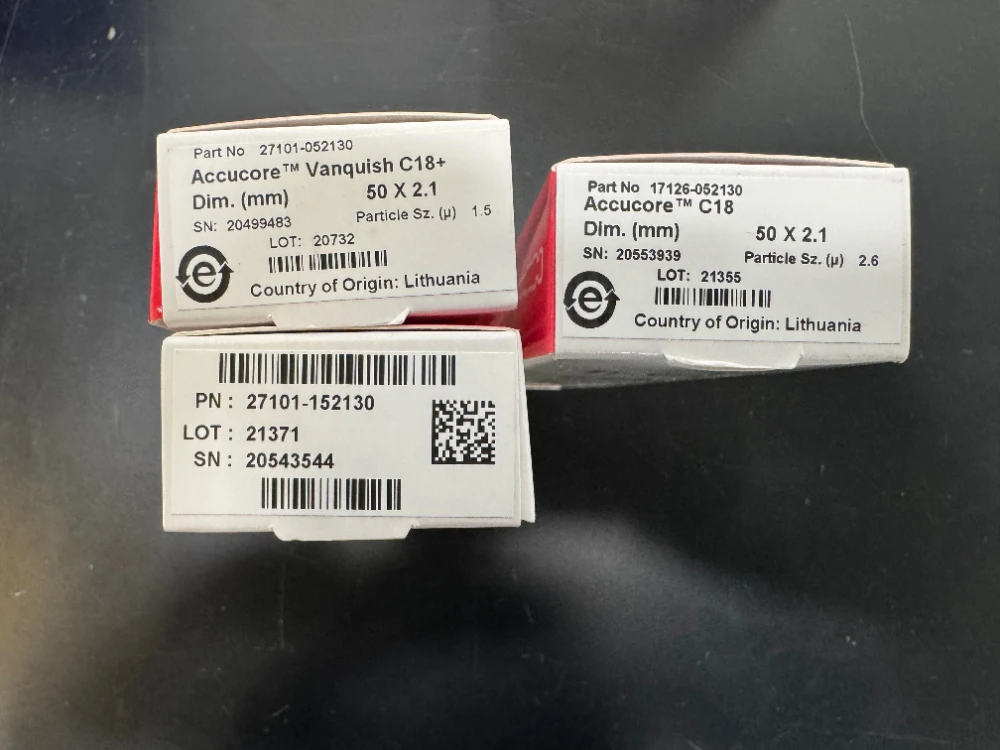 Part No 27101-052130
Accucore™ Vanquish C18+
Dim. (mm) 50 X 2.1
SN: 20499483 Particle Sz. (µ) 1.5
LOT: 20732
e
Country of Origin: Lithuania
Part No 17126-052130
Accucore™ C18
Dim. (mm) 50 X 2.1
SN: 20553939 Particle Sz. (µ) 2.6
LOT: 21355
e
Country of Origin: Lithuania
PN : 27101-152130
LOT : 21371
SN : 20543544